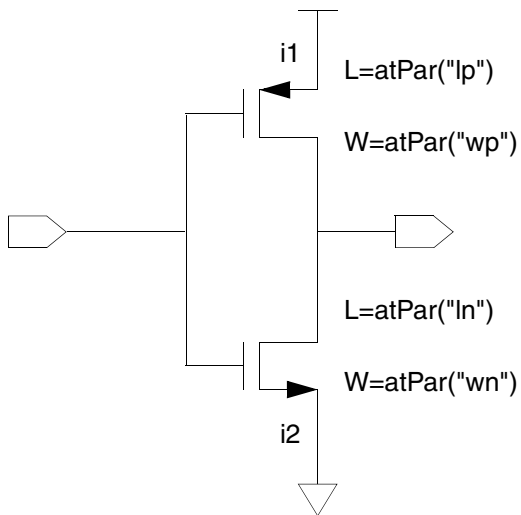 i1
L=atPar("lp")
W=atPar("wp")
L=atPar("ln")
W=atPar("wn")
i2